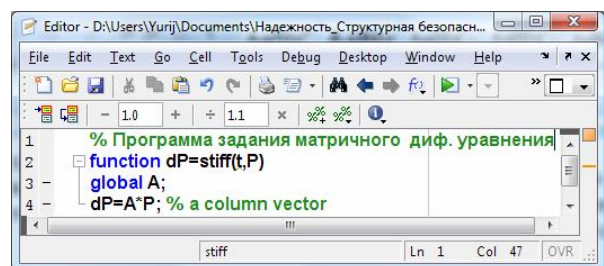 Editor - D:\Users\Yurij\Documents\Надежность_Структурная безопасн...
File Edit Text Go Cell Tools Debug Desktop Window Help
- 1.0 + ÷ 1.1 ×
1 % Программа задания матричного диф. уравнения
2 function dP=stiff(t,P)
3 - global A;
4 - dP=A*P; % a column vector
stiff Ln 1 Col 47 OVR